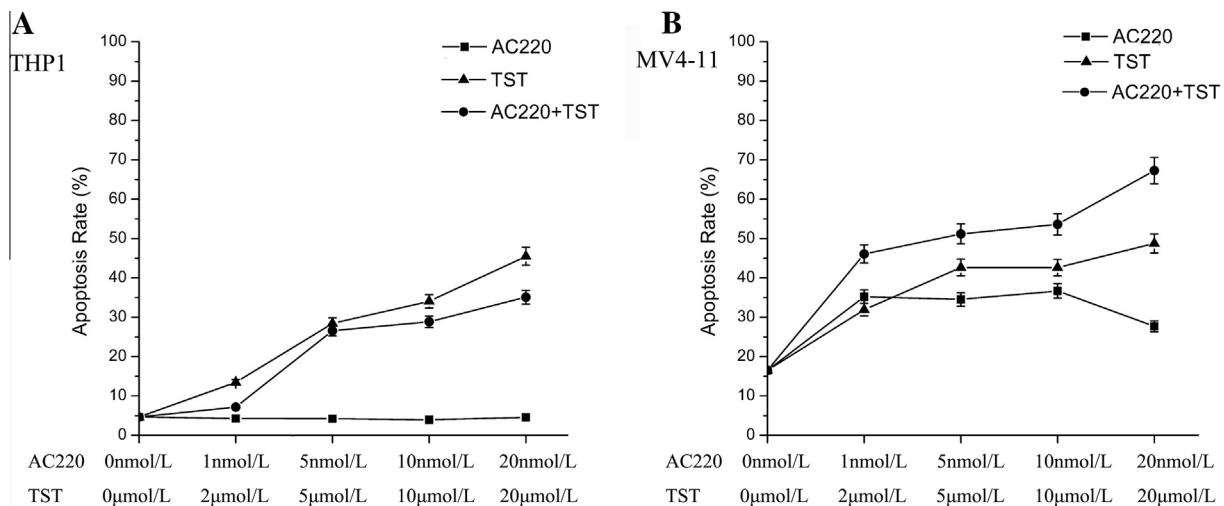 A
THP1
AC220
TST
AC220+TST
Apoptosis Rate (%)
100
90
80
70
60
50
40
30
20
10
0
AC220 0nmol/L 1nmol/L 5nmol/L 10nmol/L 20nmol/L
TST 0μmol/L 2μmol/L 5μmol/L 10μmol/L 20μmol/L
B
MV4-11
AC220
TST
AC220+TST
Apoptosis Rate (%)
100
90
80
70
60
50
40
30
20
10
0
AC220 0nmol/L 1nmol/L 5nmol/L 10nmol/L 20nmol/L
TST 0μmol/L 2μmol/L 5μmol/L 10μmol/L 20μmol/L